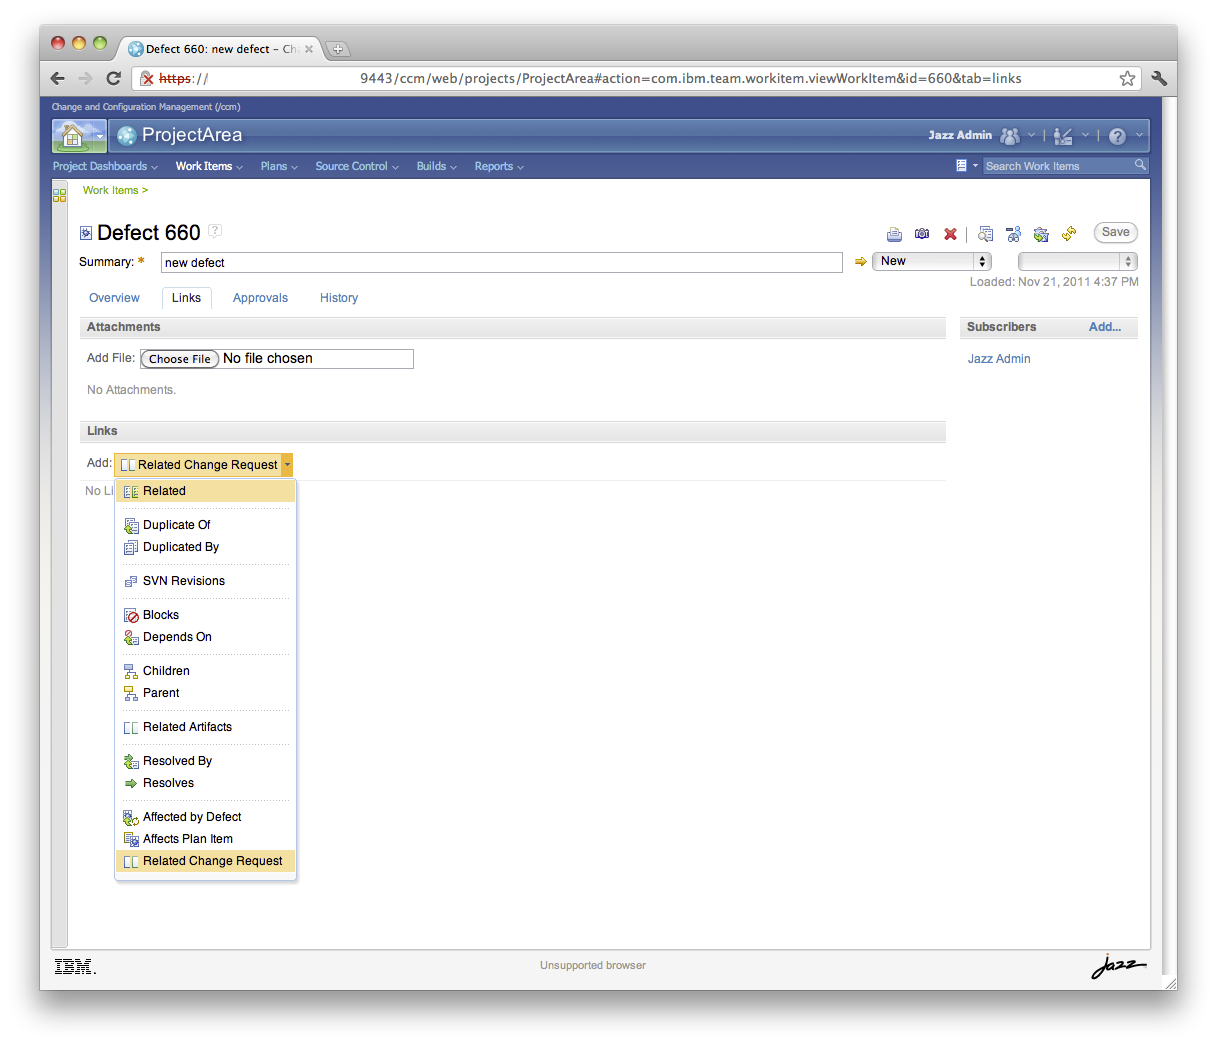 Defect 660: new defect – Ch
https://9443/ccm/web/projects/ProjectArea#action=com.ibm.team.workitem.viewWorkItem&id=660&tab=links
Change and Configuration Management (/ccm)
ProjectArea
Jazz Admin
Project Dashboards Work Items Plans Source Control Builds Reports
Search Work Items
Work Items >
Defect 660 ?
Save
Summary: * new defect
New
Loaded: Nov 21, 2011 4:37 PM
Overview Links Approvals History
Attachments
Subscribers Add...
Add File: Choose File No file chosen
Jazz Admin
No Attachments.
Links
Add: Related Change Request
No Li
Related
Duplicate Of
Duplicated By
SVN Revisions
Blocks
Depends On
Children
Parent
Related Artifacts
Resolved By
Resolves
Affected by Defect
Affects Plan Item
Related Change Request
IBM.
Unsupported browser
jazz